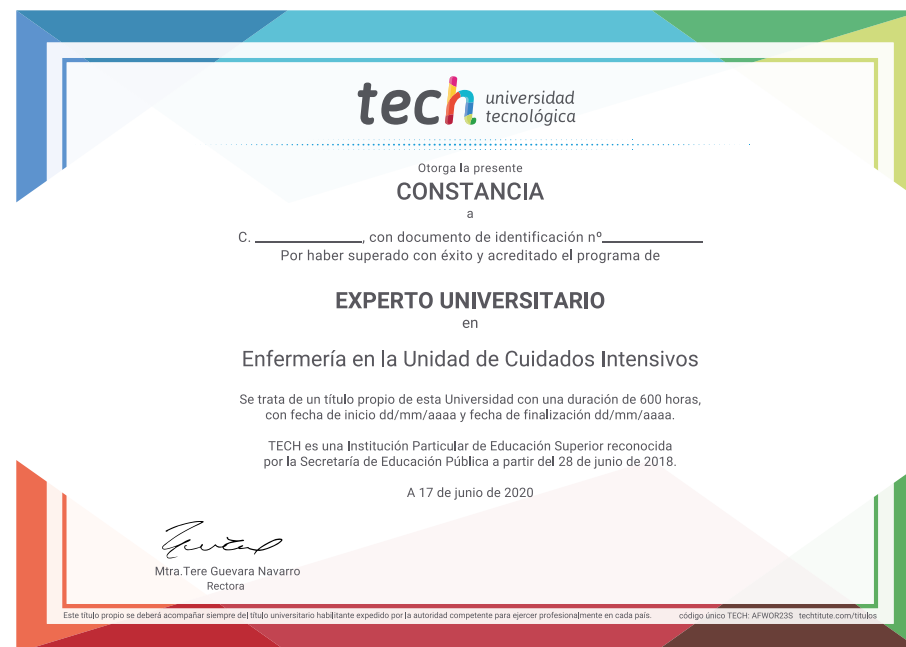 tech universidad
tecnológica
Otorga la presente
CONSTANCIA
a
C. ____________, con documento de identificación nº____________
Por haber superado con éxito y acreditado el programa de
EXPERTO UNIVERSITARIO
en
Enfermería en la Unidad de Cuidados Intensivos
Se trata de un título propio de esta Universidad con una duración de 600 horas,
con fecha de inicio dd/mm/aaaa y fecha de finalización dd/mm/aaaa.
TECH es una Institución Particular de Educación Superior reconocida
por la Secretaría de Educación Pública a partir del 28 de junio de 2018.
A 17 de junio de 2020
Mtra.Tere Guevara Navarro
Rectora
Este título propio se deberá acompañar siempre del título universitario habilitante expedido por la autoridad competente para ejercer profesionalmente en cada país. código único TECH: AFWOR23S techtitute.com/titulos